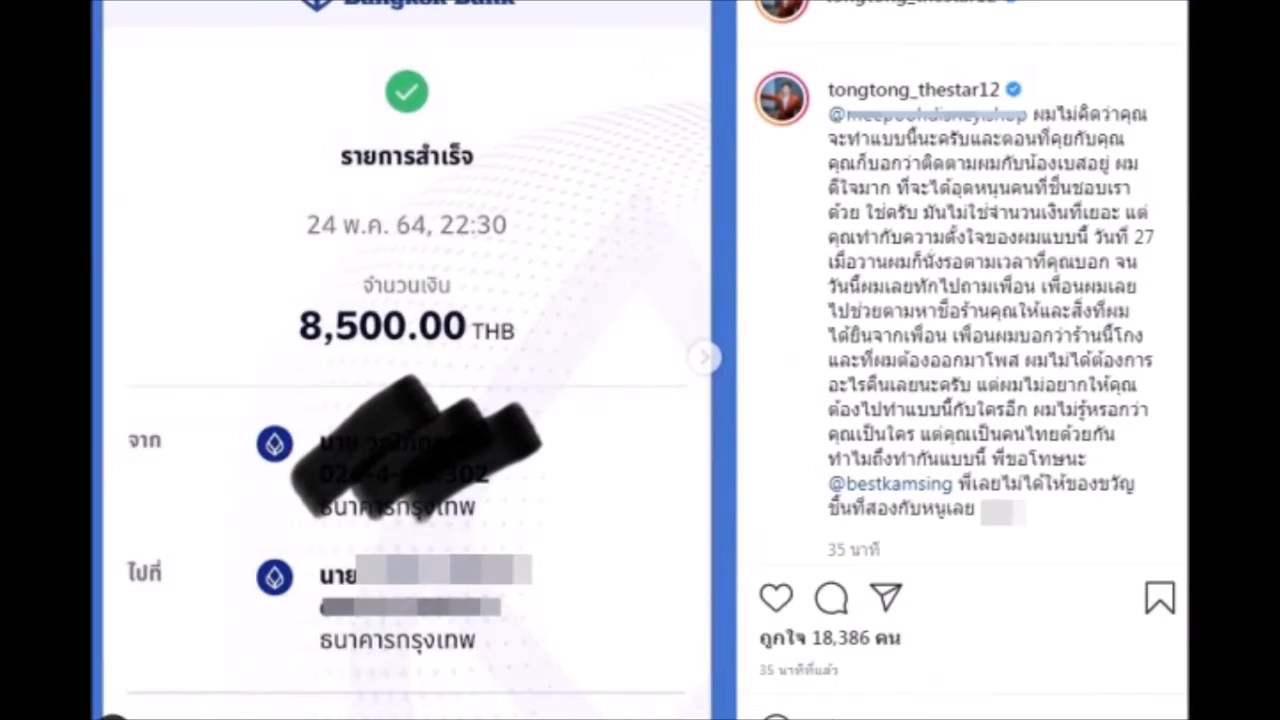 Bangkok Bank
รายการสำเร็จ
24 พ.ค. 64, 22:30
จำนวนเงิน
8,500.00 THB
จาก
นาย
ธนาคารกรุงเทพ
ไปที่
นาย
ธนาคารกรุงเทพ
tongtong_thestar12
tongtong_thestar12
ผมไม่คิดว่าคุณ
จะทำแบบนี้นะครับและตอนที่คุยกับคุณ
คุณก็บอกว่าติดตามผมกับน้องเบสอยู่ ผม
ดีใจมาก ที่จะได้อุดหนุนคนที่ชื่นชอบเรา
ด้วย ใช่ครับ มันไม่ใช่จำนวนเงินที่เยอะ แต่
คุณทำกับความตั้งใจของผมแบบนี้ วันที่ 27
เมื่อวานผมก็นั่งรอตามเวลาที่คุณบอก จน
วันนี้ผมเลยทักไปถามเพื่อน เพื่อนผมเลย
ไปช่วยตามหาชื่อร้านคุณให้และสิ่งที่ผม
ได้ยินจากเพื่อน เพื่อนผมบอกว่าร้านนี้โกง
และที่ผมต้องออกมาโพส ผมไม่ได้ต้องการ
อะไรคืนเลยนะครับ แต่ผมไม่อยากให้คุณ
ต้องไปทำแบบนี้กับใครอีก ผมไม่รู้หรอกว่า
คุณเป็นใคร แต่คุณเป็นคนไทยด้วยกัน
ทำไมถึงทำกันแบบนี้ พี่ขอโทษนะ
@bestkamsing พี่เลยไม่ได้ให้ของขวัญ
ชิ้นที่สองกับหนูเลย
35 นาที
ถูกใจ 18,386 คน
35 นาทีที่แล้ว